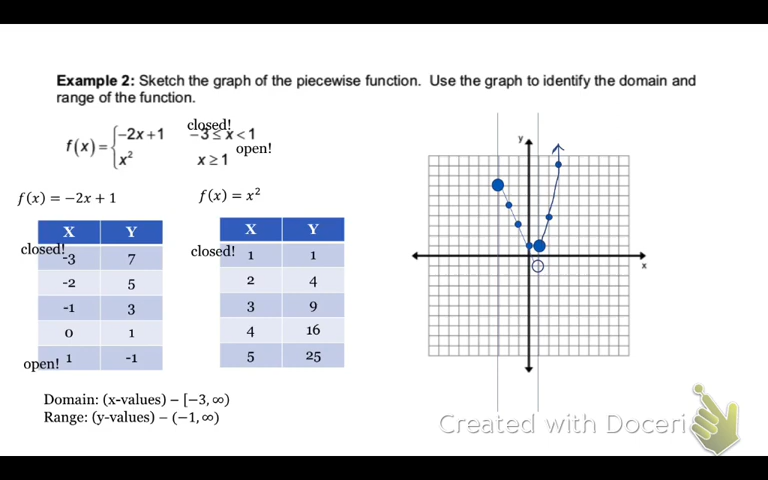 Example 2: Sketch the graph of the piecewise function. Use the graph to identify the domain and
range of the function.
f(x) = { -2x+1   -3 ≤ x < 1
x²   x ≥ 1
closed!
open!
f(x) = −2x + 1
f(x) = x²
X Y
closed! -3 7
-2 5
-1 3
0 1
open! 1 -1
X Y
closed! 1 1
2 4
3 9
4 16
5 25
y
x
Domain: (x-values) – [−3, ∞)
Range: (y-values) – (−1, ∞)
Created with Doceri